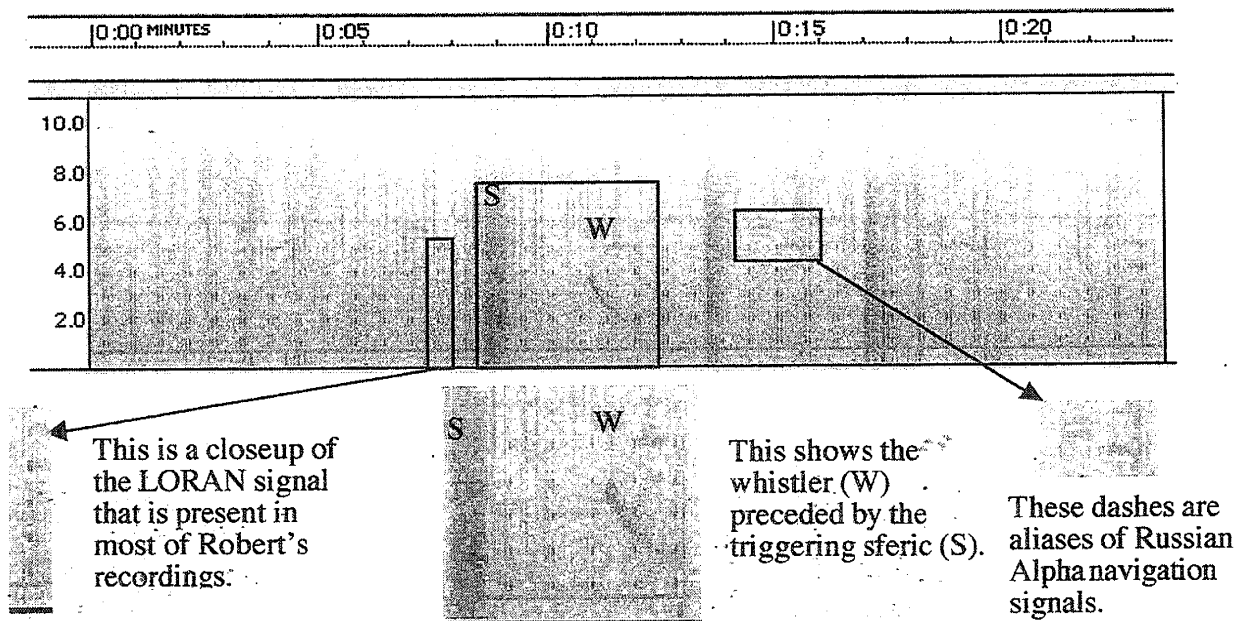 0:00 MINUTES 0:05 0:10 0:15 0:20
10.0
8.0
6.0
4.0
2.0
S
W
S
W
This is a closeup of
the LORAN signal
that is present in
most of Robert's
recordings.
This shows the
whistler (W)
preceded by the
triggering sferic (S).
These dashes are
aliases of Russian
Alpha navigation
signals.